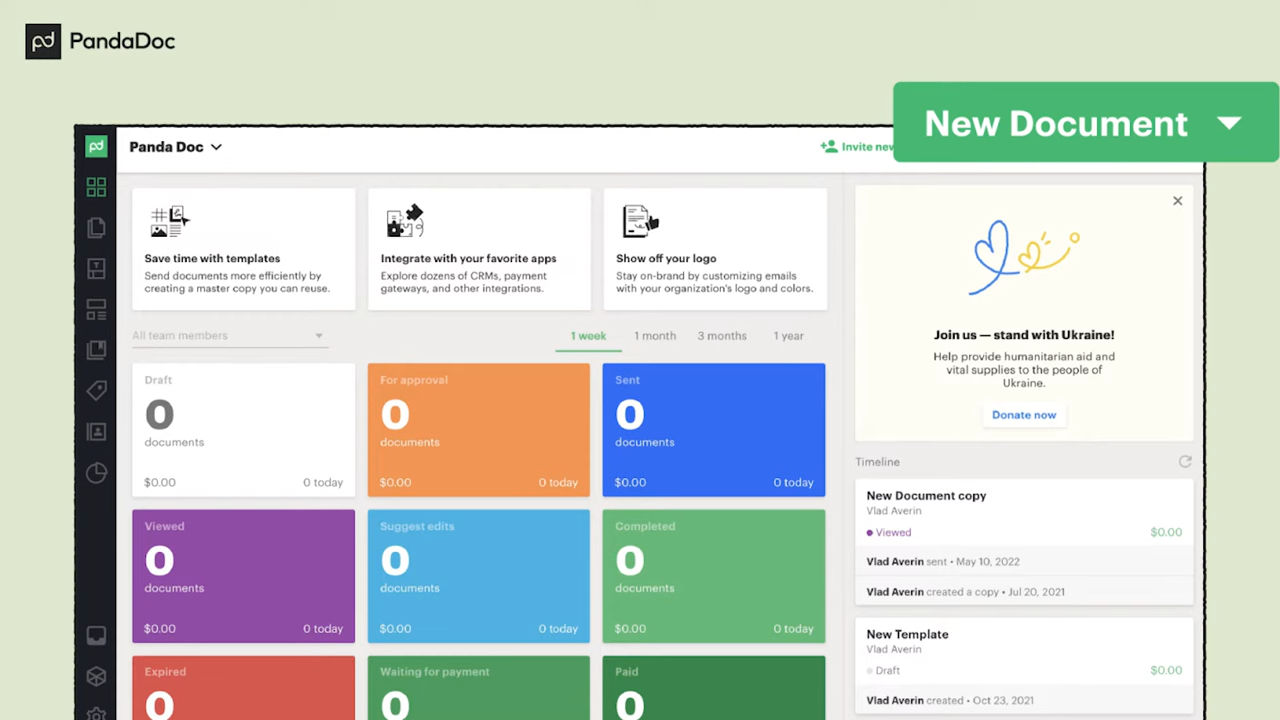 pd PandaDoc
New Document
pd
Panda Doc
Invite new
Save time with templates
Send documents more efficiently by
creating a master copy you can reuse.
Integrate with your favorite apps
Explore dozens of CRMs, payment
gateways, and other integrations.
Show off your logo
Stay on-brand by customizing emails
with your organization's logo and colors.
All team members
1 week
1 month
3 months
1 year
Draft
0
documents
$0.00
0 today
For approval
0
documents
$0.00
0 today
Sent
0
documents
$0.00
0 today
Viewed
0
documents
$0.00
0 today
Suggest edits
0
documents
$0.00
0 today
Completed
0
documents
$0.00
0 today
Expired
0
Waiting for payment
0
Paid
0
Join us — stand with Ukraine!
Help provide humanitarian aid and
vital supplies to the people of
Ukraine.
Donate now
Timeline
New Document copy
Vlad Averin
Viewed
$0.00
Vlad Averin sent • May 10, 2022
Vlad Averin created a copy • Jul 20, 2021
New Template
Vlad Averin
Draft
$0.00
Vlad Averin created • Oct 23, 2021